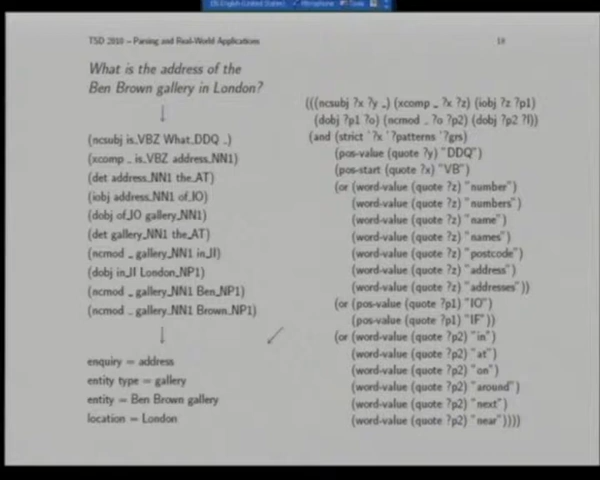 US English (United States) Microphone Tools
TSD 2010 – Parsing and Real-World Applications 18
What is the address of the
Ben Brown gallery in London?
(ncsubj is_VBZ What_DDQ _)
(xcomp _ is_VBZ address_NN1)
(det address_NN1 the_AT)
(iobj address_NN1 of_IO)
(dobj of_IO gallery_NN1)
(det gallery_NN1 the_AT)
(ncmod _ gallery_NN1 in_II)
(dobj in_II London_NP1)
(ncmod _ gallery_NN1 Ben_NP1)
(ncmod _ gallery_NN1 Brown_NP1)
enquiry = address
entity type = gallery
entity = Ben Brown gallery
location = London
(((ncsubj ?x ?y _) (xcomp _ ?x ?z) (iobj ?z ?p1)
(dobj ?p1 ?o) (ncmod _ ?o ?p2) (dobj ?p2 ?l))
(and (strict '?x '?patterns '?grs)
(pos-value (quote ?y) "DDQ")
(pos-start (quote ?x) "VB")
(or (word-value (quote ?z) "number")
(word-value (quote ?z) "numbers")
(word-value (quote ?z) "name")
(word-value (quote ?z) "names")
(word-value (quote ?z) "postcode")
(word-value (quote ?z) "address")
(word-value (quote ?z) "addresses"))
(or (pos-value (quote ?p1) "IO")
(pos-value (quote ?p1) "IF"))
(or (word-value (quote ?p2) "in")
(word-value (quote ?p2) "at")
(word-value (quote ?p2) "on")
(word-value (quote ?p2) "around")
(word-value (quote ?p2) "next")
(word-value (quote ?p2) "near"))))